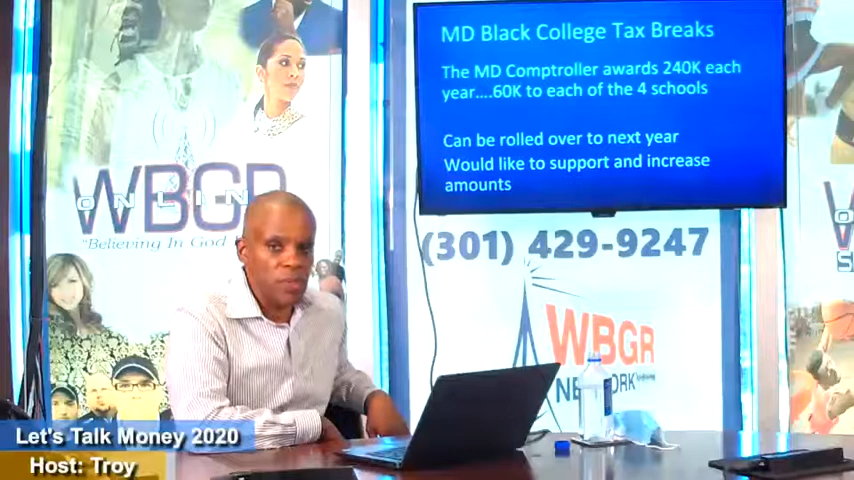 MD Black College Tax Breaks
The MD Comptroller awards 240K each
year....60K to each of the 4 schools
Can be rolled over to next year
Would like to support and increase
amounts
WBGR
ONLINE
"Believing In God
(301) 429-9247
WBGR
NETWORK
Let's Talk Money 2020
Host: Troy